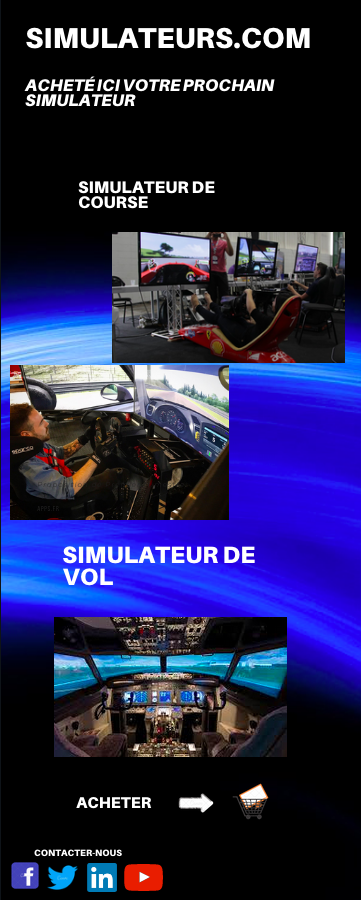 SIMULATEURS.COM
ACHETÉ ICI VOTRE PROCHAIN
SIMULATEUR
SIMULATEUR DE
COURSE
SIMULATEUR DE
VOL
ACHETER
CONTACTER-NOUS